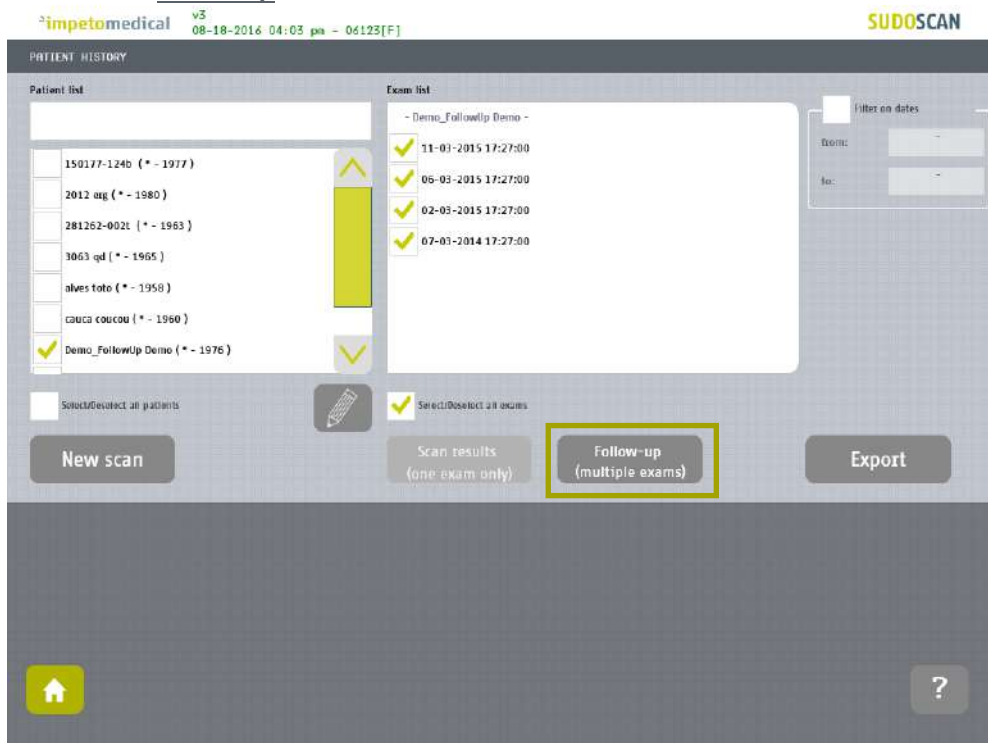 impetomedical
v3
08-18-2016 04:03 pm - 06123[F]
SUDOSCAN
PATIENT HISTORY
Patient list
150177-124b ( * - 1977 )
2012 arg ( * - 1980 )
281262-002t ( * - 1963 )
3063 qd ( * - 1965 )
alves toto ( * - 1958 )
cauca coucou ( * - 1960 )
Demo_FollowUp Demo ( * - 1976 )
Select/Deselect all patients
New scan
Exam list
- Demo_FollowUp Demo -
11-03-2015 17:27:00
06-03-2015 17:27:00
02-03-2015 17:27:00
07-03-2014 17:27:00
Select/Deselect all exams
Scan results
(one exam only)
Follow-up
(multiple exams)
Filter on dates
from: -
to: -
Export
?